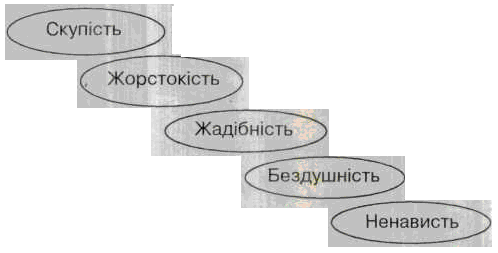 Скупість
Жорстокість
Жадібність
Бездушність
Ненависть